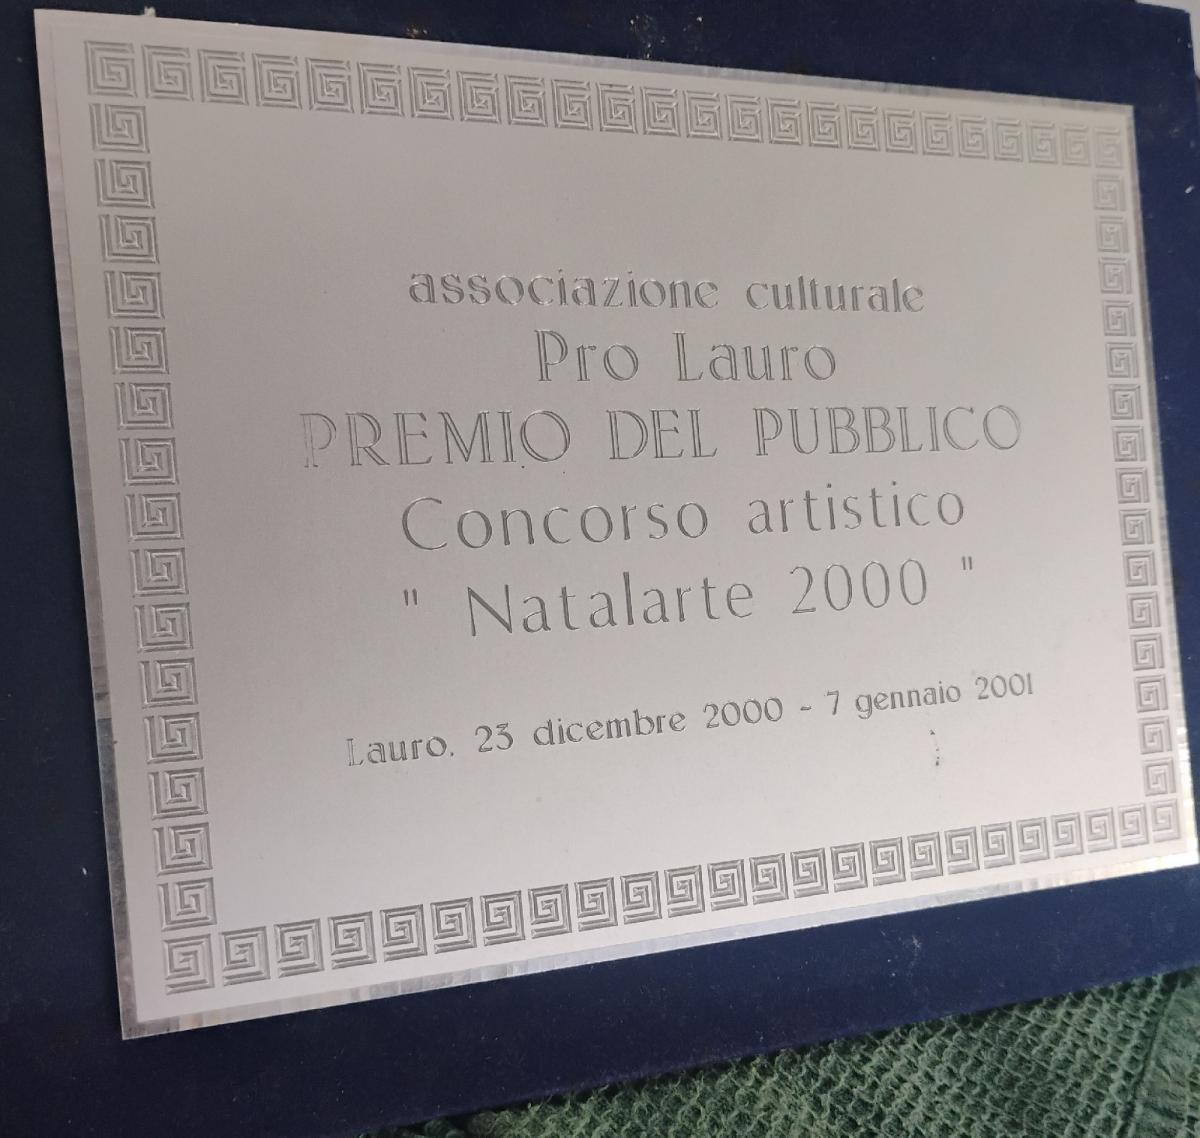 associazione culturale
Pro Lauro
PREMIO DEL PUBBLICO
Concorso artistico
" Natalarte 2000 "
Lauro, 23 dicembre 2000 - 7 gennaio 2001